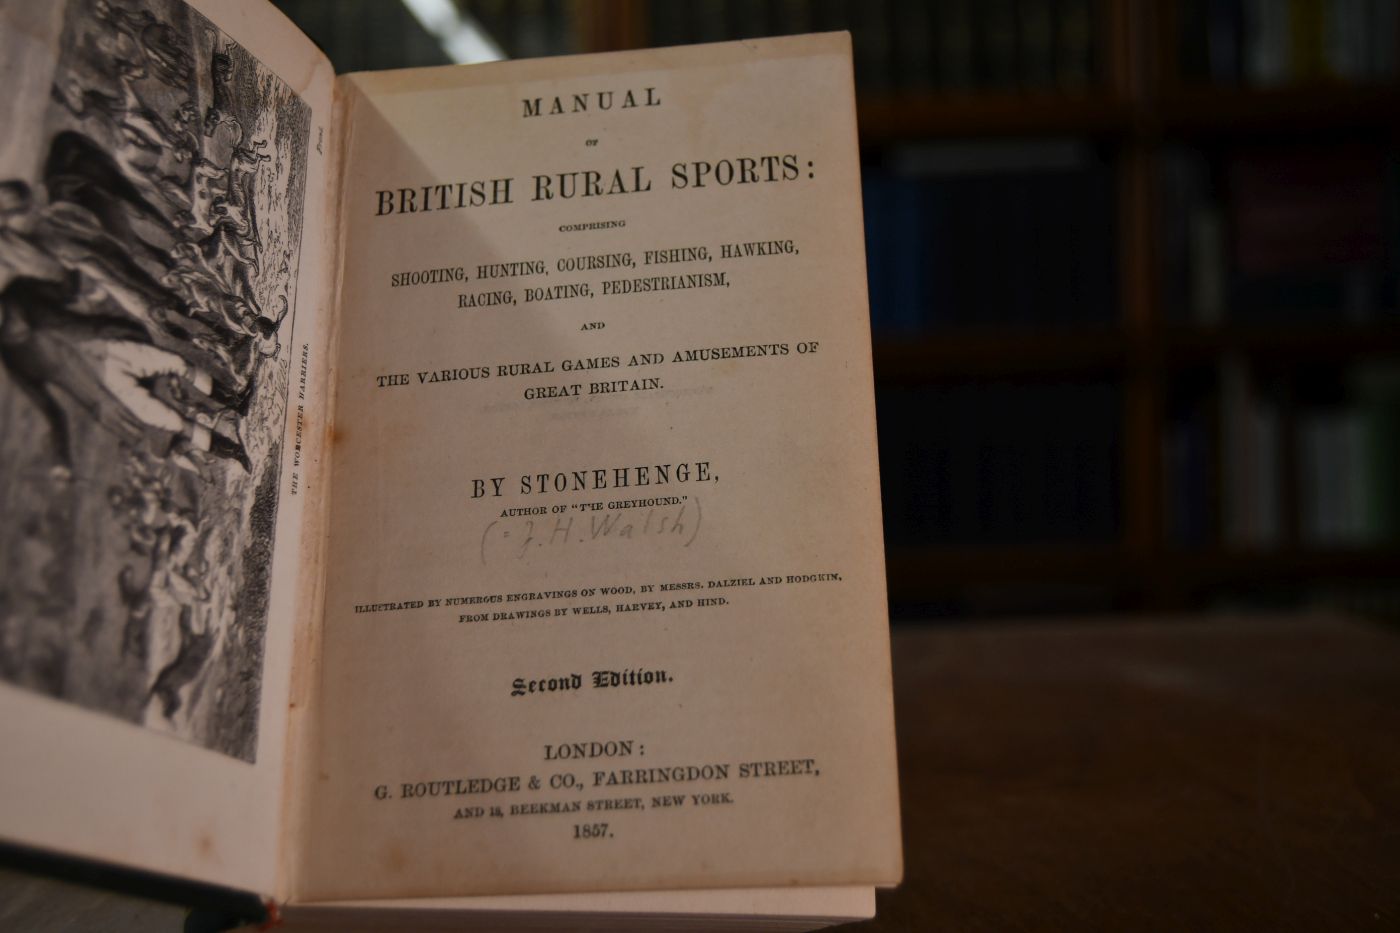 THE WORCESTER HARRIERS.
MANUAL
OF
BRITISH RURAL SPORTS:
COMPRISING
SHOOTING, HUNTING, COURSING, FISHING, HAWKING,
RACING, BOATING, PEDESTRIANISM,
AND
THE VARIOUS RURAL GAMES AND AMUSEMENTS OF
GREAT BRITAIN.
BY STONEHENGE,
AUTHOR OF "THE GREYHOUND."
(= J. H. Walsh)
ILLUSTRATED BY NUMEROUS ENGRAVINGS ON WOOD, BY MESSRS. DALZIEL AND HODGKIN,
FROM DRAWINGS BY WELLS, HARVEY, AND HIND.
Second Edition.
LONDON:
G. ROUTLEDGE & CO., FARRINGDON STREET,
AND 18, BEEKMAN STREET, NEW YORK.
1857.